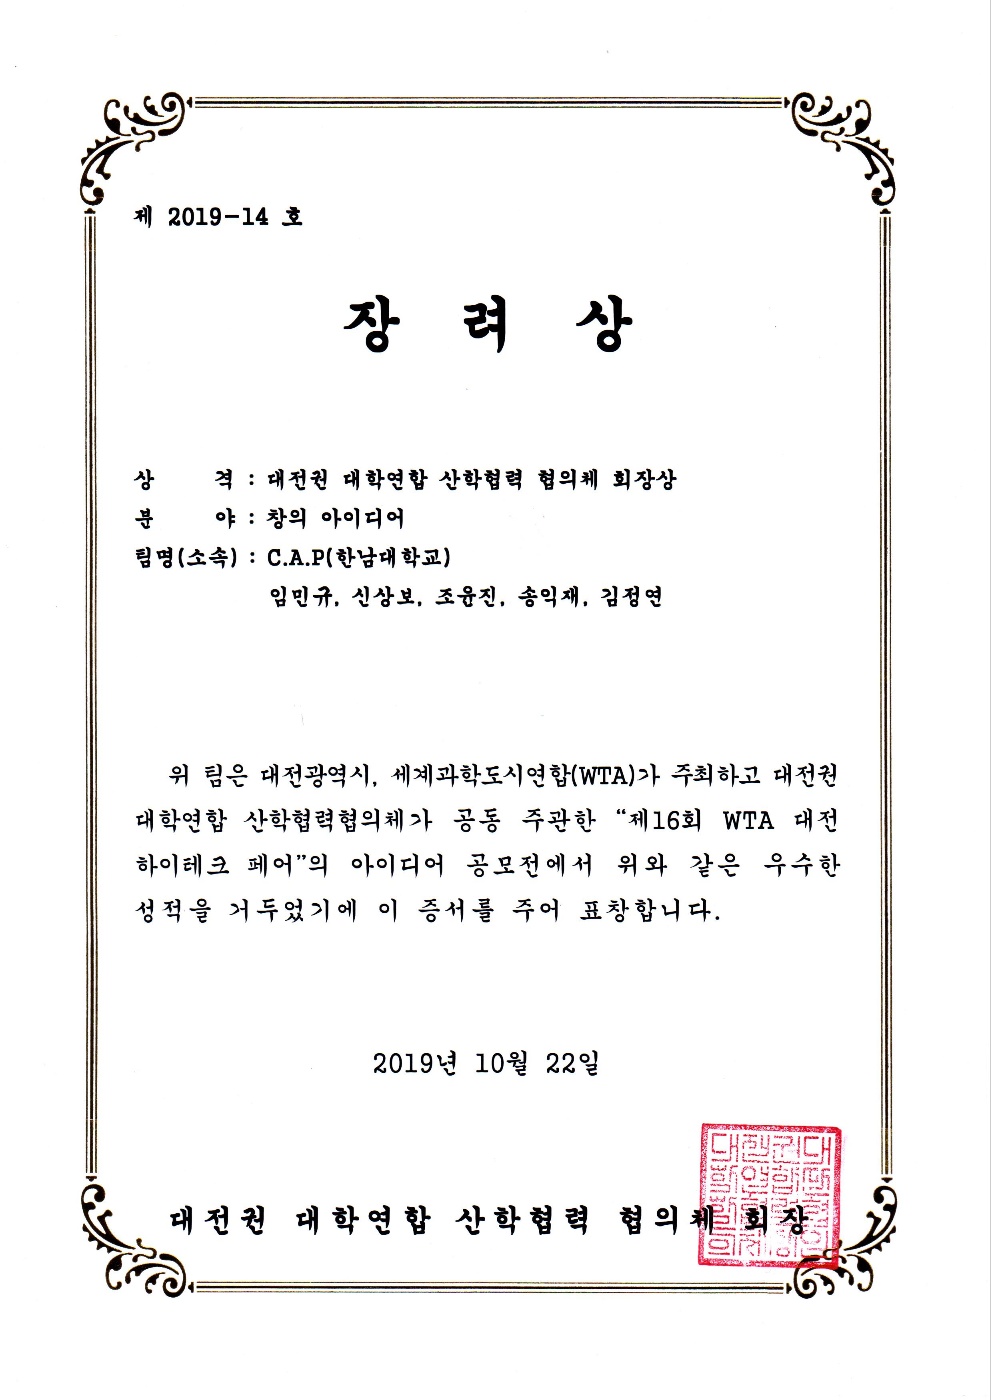 제 2019-14 호
장 려 상
상 격 : 대전권 대학연합 산학협력 협의체 회장상
분 야 : 창의 아이디어
팀명(소속) : C.A.P(한남대학교)
임민규, 신상보, 조윤진, 송익재, 김정연
위 팀은 대전광역시, 세계과학도시연합(WTA)가 주최하고 대전권
대학연합 산학협력협의체가 공동 주관한 “제16회 WTA 대전
하이테크 페어”의 아이디어 공모전에서 위와 같은 우수한
성적을 거두었기에 이 증서를 주어 표창합니다.
2019년 10월 22일
대전권 대학연합 산학협력 협의체 회장